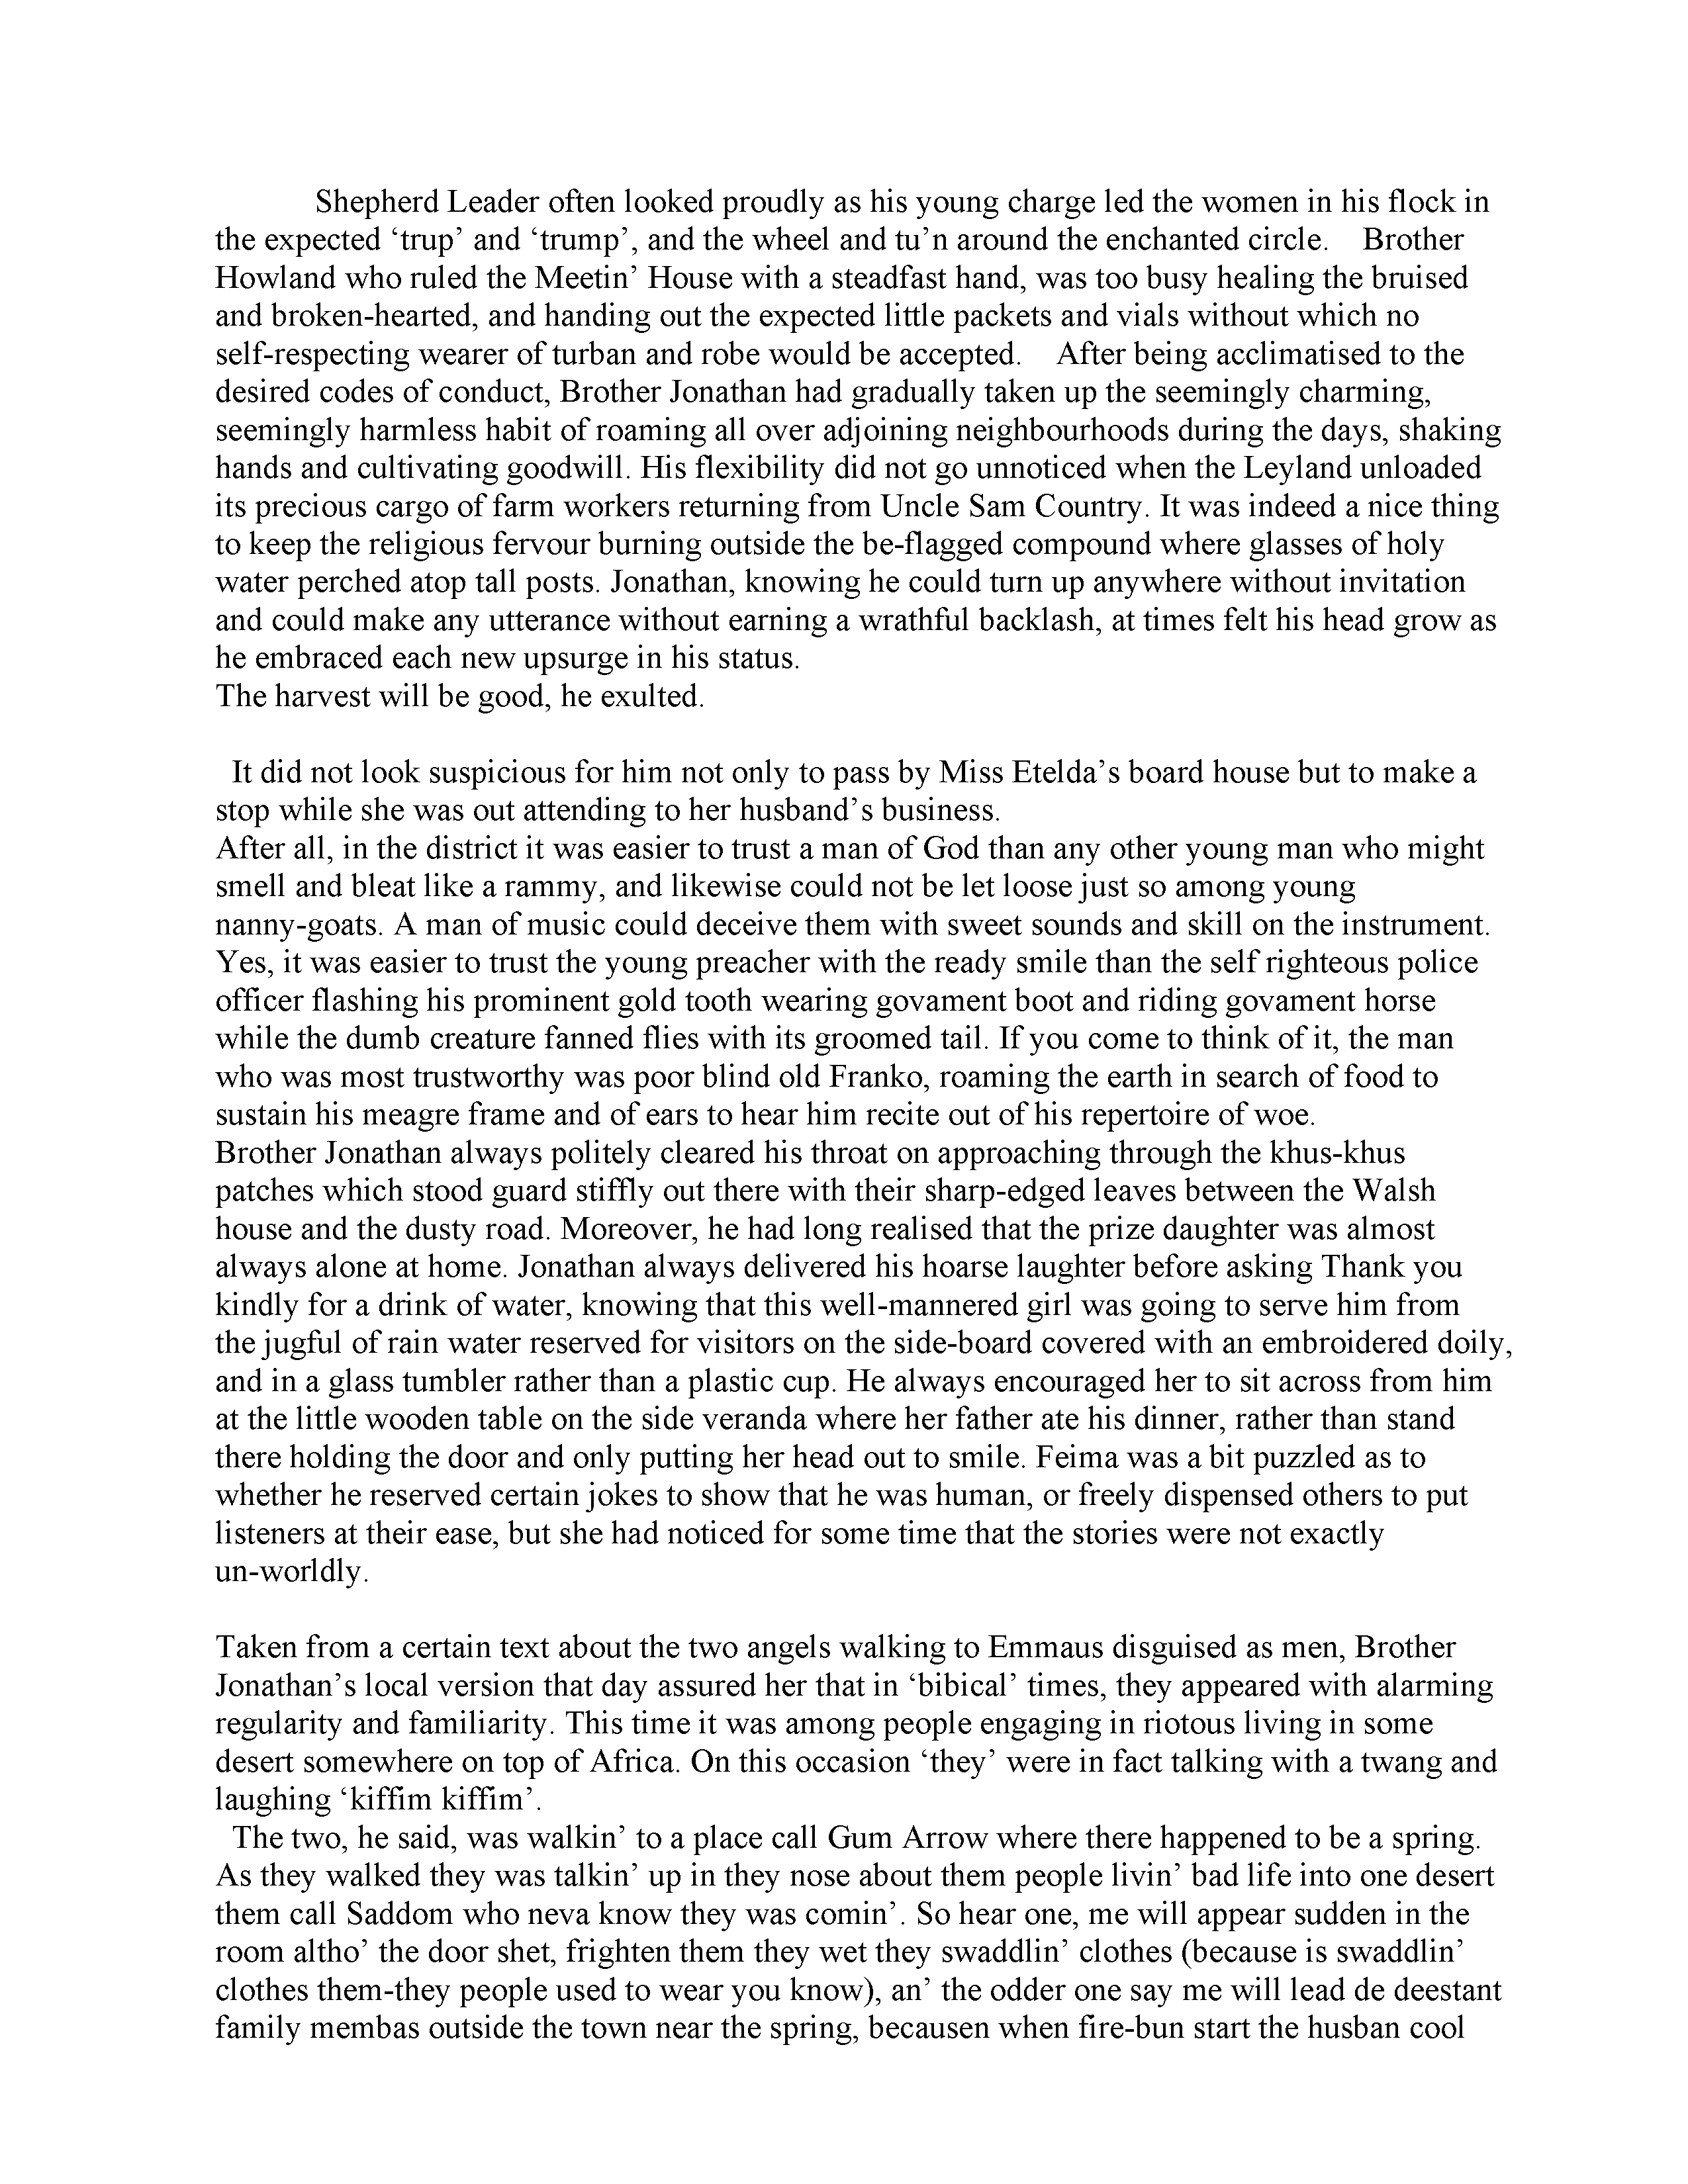 Shepherd Leader often looked proudly as his young charge led the women in his flock in
the expected ‘trup’ and ‘trump’, and the wheel and tu’n around the enchanted circle. Brother
Howland who ruled the Meetin’ House with a steadfast hand, was too busy healing the bruised
and broken-hearted, and handing out the expected little packets and vials without which no
self-respecting wearer of turban and robe would be accepted. After being acclimatised to the
desired codes of conduct, Brother Jonathan had gradually taken up the seemingly charming,
seemingly harmless habit of roaming all over adjoining neighbourhoods during the days, shaking
hands and cultivating goodwill. His flexibility did not go unnoticed when the Leyland unloaded
its precious cargo of farm workers returning from Uncle Sam Country. It was indeed a nice thing
to keep the religious fervour burning outside the be-flagged compound where glasses of holy
water perched atop tall posts. Jonathan, knowing he could turn up anywhere without invitation
and could make any utterance without earning a wrathful backlash, at times felt his head grow as
he embraced each new upsurge in his status.
The harvest will be good, he exulted.
It did not look suspicious for him not only to pass by Miss Etelda’s board house but to make a
stop while she was out attending to her husband’s business.
After all, in the district it was easier to trust a man of God than any other young man who might
smell and bleat like a rammy, and likewise could not be let loose just so among young
nanny-goats. A man of music could deceive them with sweet sounds and skill on the instrument.
Yes, it was easier to trust the young preacher with the ready smile than the self righteous police
officer flashing his prominent gold tooth wearing govament boot and riding govament horse
while the dumb creature fanned flies with its groomed tail. If you come to think of it, the man
who was most trustworthy was poor blind old Franko, roaming the earth in search of food to
sustain his meagre frame and of ears to hear him recite out of his repertoire of woe.
Brother Jonathan always politely cleared his throat on approaching through the khus-khus
patches which stood guard stiffly out there with their sharp-edged leaves between the Walsh
house and the dusty road. Moreover, he had long realised that the prize daughter was almost
always alone at home. Jonathan always delivered his hoarse laughter before asking Thank you
kindly for a drink of water, knowing that this well-mannered girl was going to serve him from
the jugful of rain water reserved for visitors on the side-board covered with an embroidered doily,
and in a glass tumbler rather than a plastic cup. He always encouraged her to sit across from him
at the little wooden table on the side veranda where her father ate his dinner, rather than stand
there holding the door and only putting her head out to smile. Feima was a bit puzzled as to
whether he reserved certain jokes to show that he was human, or freely dispensed others to put
listeners at their ease, but she had noticed for some time that the stories were not exactly
un-worldly.
Taken from a certain text about the two angels walking to Emmaus disguised as men, Brother
Jonathan’s local version that day assured her that in ‘bibical’ times, they appeared with alarming
regularity and familiarity. This time it was among people engaging in riotous living in some
desert somewhere on top of Africa. On this occasion ‘they’ were in fact talking with a twang and
laughing ‘kiffim kiffim’.
The two, he said, was walkin’ to a place call Gum Arrow where there happened to be a spring.
As they walked they was talkin’ up in they nose about them people livin’ bad life into one desert
them call Saddom who neva know they was comin’. So hear one, me will appear sudden in the
room altho’ the door shet, frighten them they wet they swaddlin’ clothes (because is swaddlin’
clothes them-they people used to wear you know), an’ the odder one say me will lead de deestant
family membas outside the town near the spring, becausen when fire-bun start the husban cool